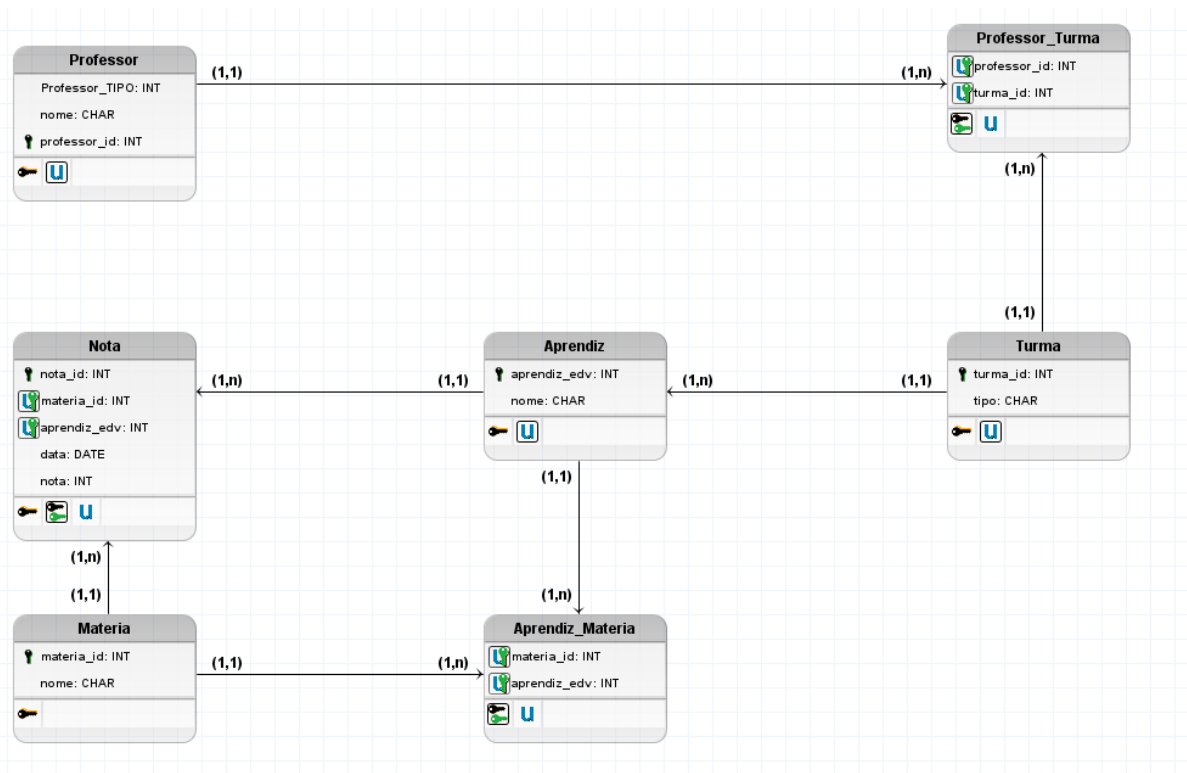 Professor
Professor_TIPO: INT
nome: CHAR
professor_id: INT
U
(1,1)
(1,n)
Professor_Turma
professor_id: INT
turma_id: INT
U
(1,n)
(1,1)
Nota
nota_id: INT
materia_id: INT
aprendiz_edv: INT
data: DATE
nota: INT
U
(1,n)
(1,1)
Aprendiz
aprendiz_edv: INT
nome: CHAR
U
(1,n)
(1,1)
Turma
turma_id: INT
tipo: CHAR
U
(1,n)
(1,1)
(1,1)
(1,n)
Materia
materia_id: INT
nome: CHAR
(1,1)
(1,n)
Aprendiz_Materia
materia_id: INT
aprendiz_edv: INT
U